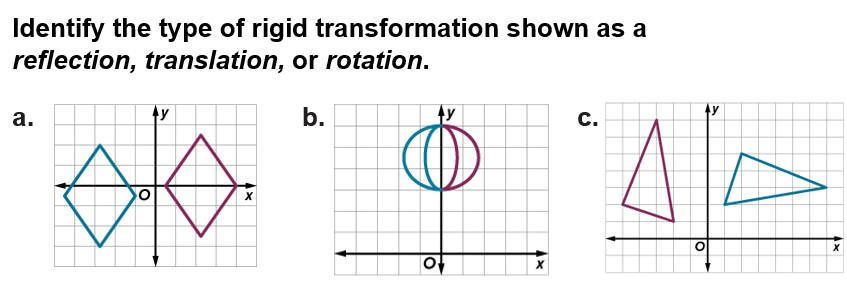 Identify the type of rigid transformation shown as a
reflection, translation, or rotation.
a.
y
O
x
b.
y
O
x
c.
y
O
x